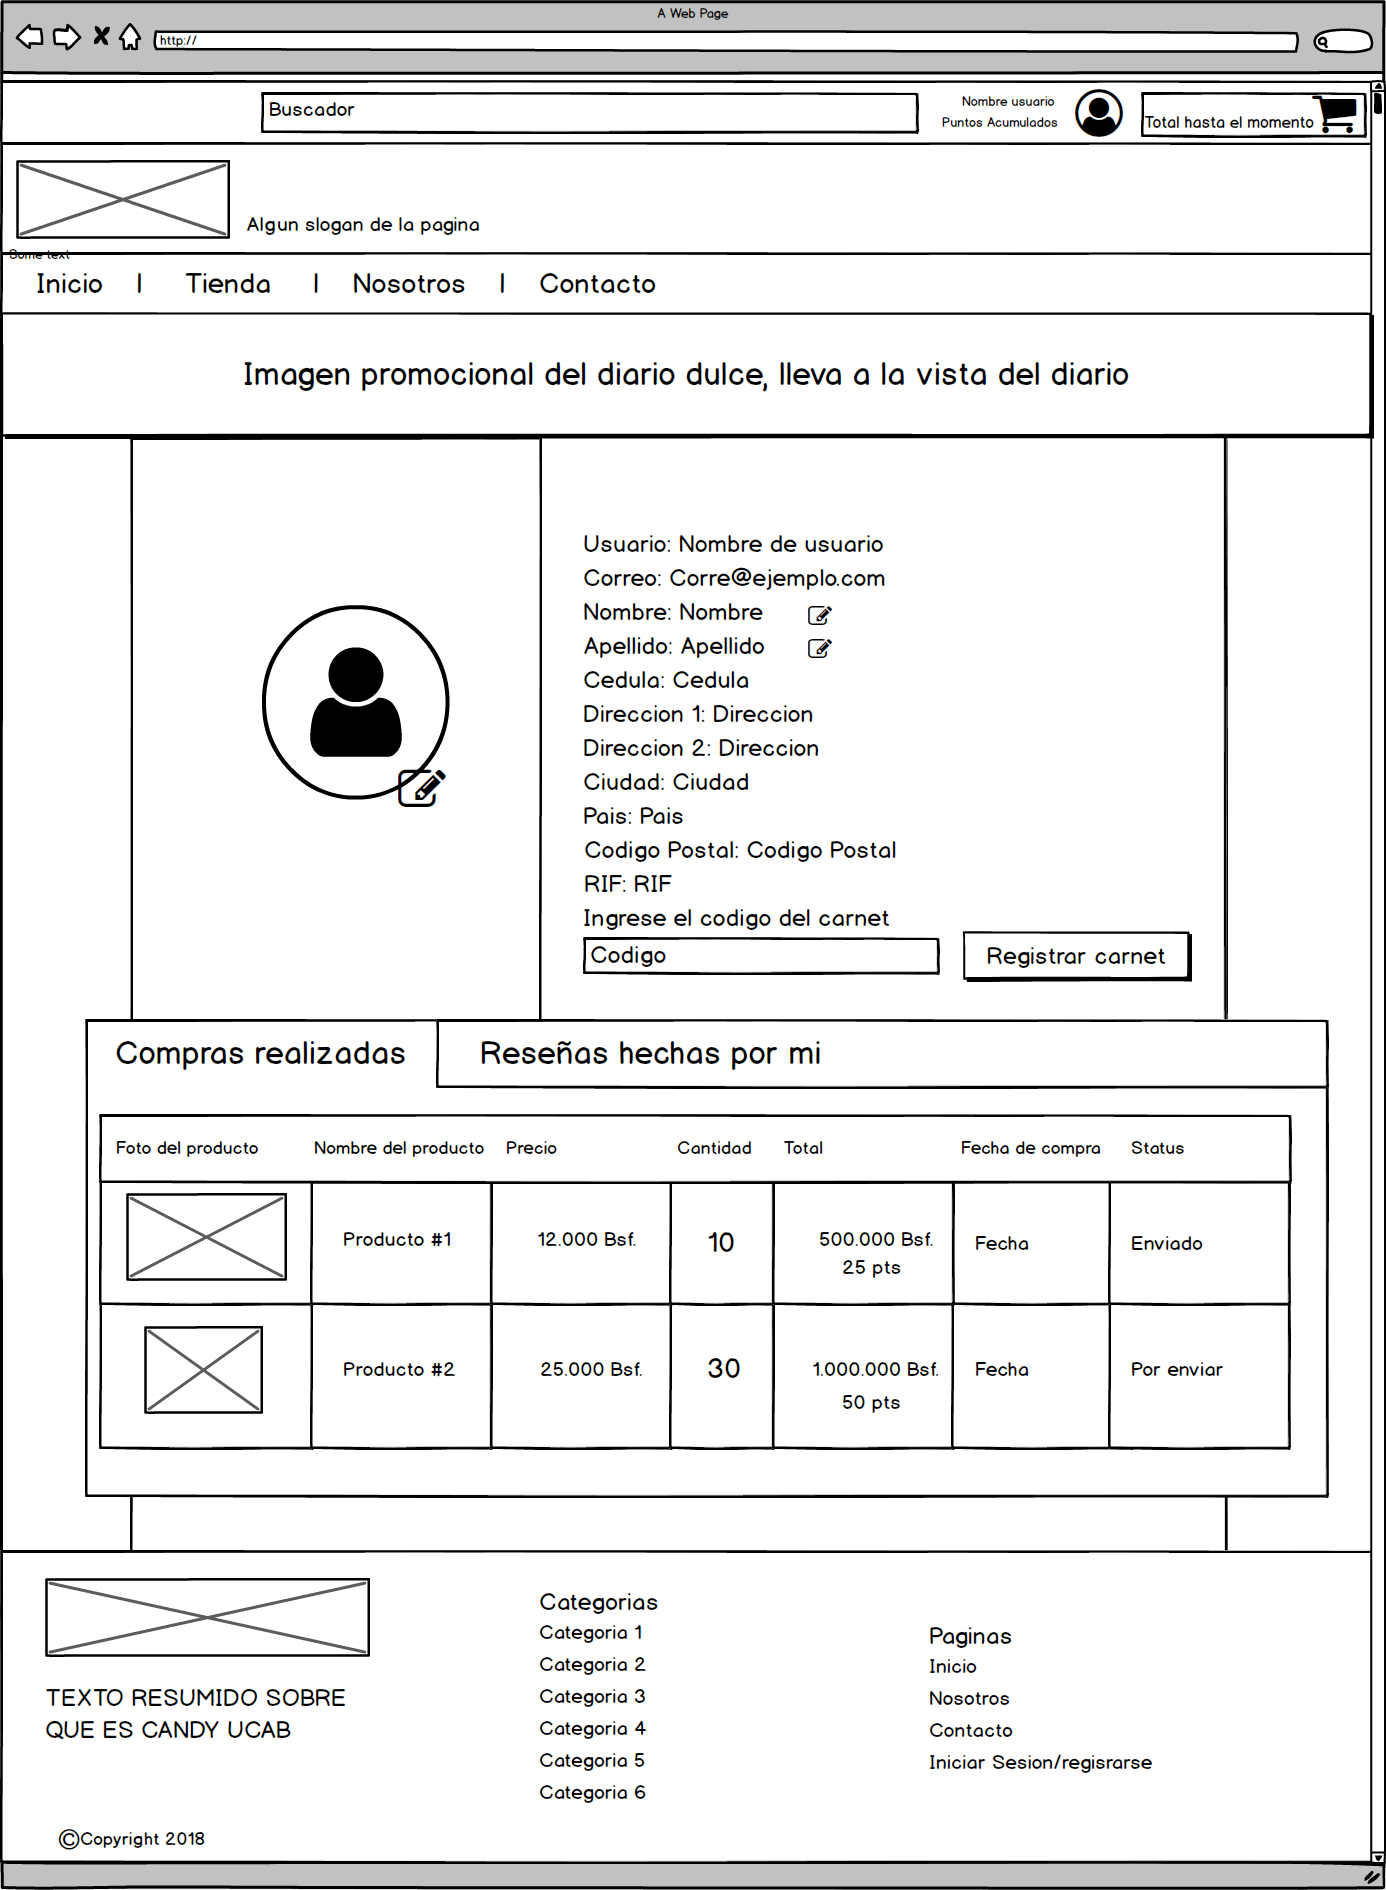 A Web Page
http://
Buscador
Nombre usuario
Puntos Acumulados
Total hasta el momento
Algun slogan de la pagina
Some text
Inicio | Tienda | Nosotros | Contacto
Imagen promocional del diario dulce, lleva a la vista del diario
Usuario: Nombre de usuario
Correo: Corre@ejemplo.com
Nombre: Nombre
Apellido: Apellido
Cedula: Cedula
Direccion 1: Direccion
Direccion 2: Direccion
Ciudad: Ciudad
Pais: Pais
Codigo Postal: Codigo Postal
RIF: RIF
Ingrese el codigo del carnet
Codigo
Registrar carnet
Compras realizadas
Reseñas hechas por mi
Foto del producto Nombre del producto Precio Cantidad Total Fecha de compra Status
Producto #1 12.000 Bsf. 10 500.000 Bsf. Fecha Enviado
25 pts
Producto #2 25.000 Bsf. 30 1.000.000 Bsf. Fecha Por enviar
50 pts
TEXTO RESUMIDO SOBRE
QUE ES CANDY UCAB
Categorias
Categoria 1
Categoria 2
Categoria 3
Categoria 4
Categoria 5
Categoria 6
Paginas
Inicio
Nosotros
Contacto
Iniciar Sesion/regisrarse
©Copyright 2018